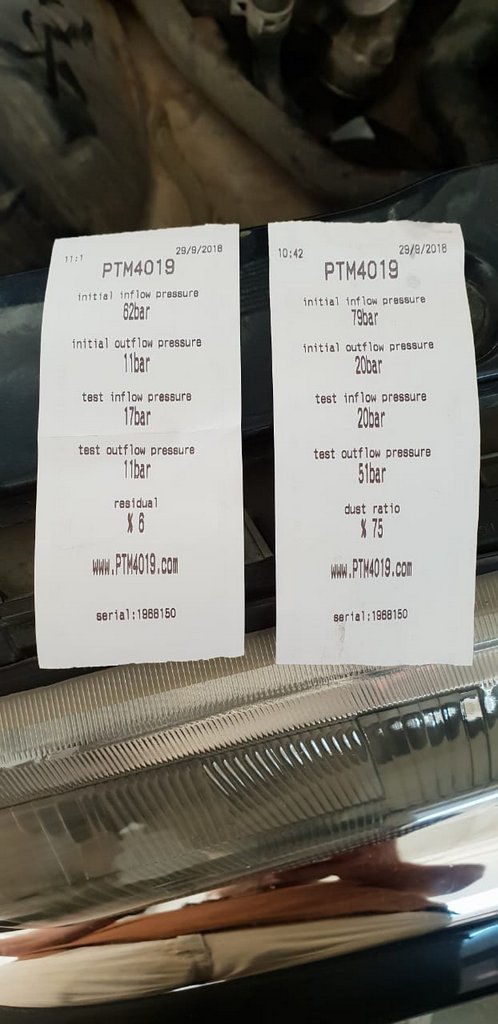 11:1 29/9/2018
PTM4019
initial inflow pressure
62bar
initial outflow pressure
11bar
test inflow pressure
17bar
test outflow pressure
11bar
residual
% 6
www.PTM4019.com
serial:1988150
10:42 29/9/2018
PTM4019
initial inflow pressure
79bar
initial outflow pressure
20bar
test inflow pressure
20bar
test outflow pressure
51bar
dust ratio
% 75
www.PTM4019.com
serial:1988150